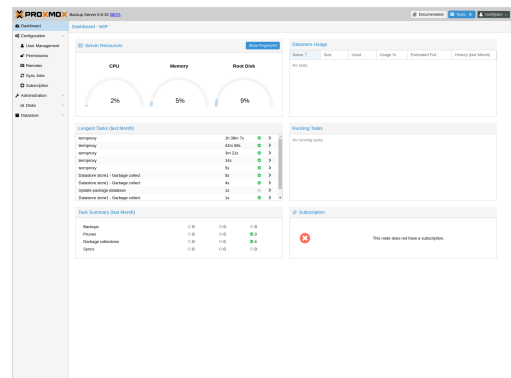 PROXMOX Backup Server 0.8-16 BETA
Documentation
Tasks 0
root@pam
Dashboard
Configuration
User Management
Permissions
Remotes
Sync Jobs
Subscription
Administration
Disks
Datastore
Dashboard - WIP
Server Resources
Show Fingerprint
CPU
Memory
Root Disk
2%
5%
9%
Datastore Usage
Name Size Used Usage % Estimated Full History (last Month)
No Data
Longest Tasks (last Month)
termproxy 1h 38m 7s
termproxy 42m 56s
termproxy 3m 21s
termproxy 14s
termproxy 5s
Datastore store1 - Garbage collect 5s
Datastore store1 - Garbage collect 4s
Update package database 1s
Datastore store1 - Garbage collect 1s
Running Tasks
No running tasks
Task Summary (last Month)
Backups 0 0 0
Prunes 0 0 3
Garbage collections 0 0 4
Syncs 0 0 0
Subscription
This node does not have a subscription.